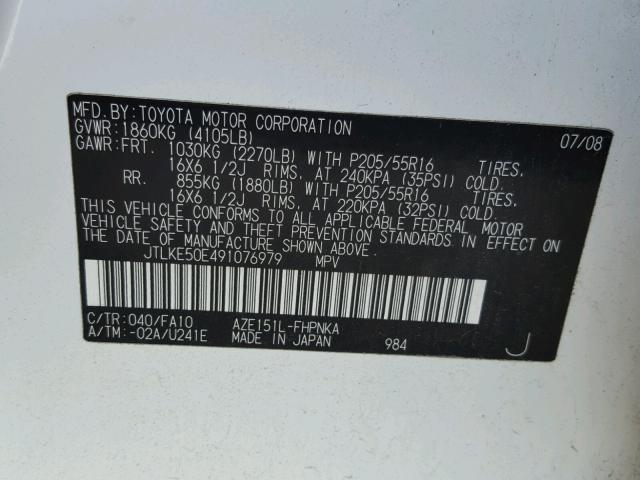 MFD. BY: TOYOTA MOTOR CORPORATION 07/08
GVWR: 1860KG (4105LB)
GAWR: FRT. 1030KG (2270LB) WITH P205/55R16 TIRES,
16X6 1/2J RIMS, AT 240KPA (35PSI) COLD.
RR. 855KG (1880LB) WITH P205/55R16 TIRES,
16X6 1/2J RIMS, AT 220KPA (32PSI) COLD.
THIS VEHICLE CONFORMS TO ALL APPLICABLE FEDERAL MOTOR
VEHICLE SAFETY AND THEFT PREVENTION STANDARDS IN EFFECT ON
THE DATE OF MANUFACTURE SHOWN ABOVE.
JTLKE50E491076979 MPV
C/TR: 040/FA10 AZE151L-FHPNKA
A/TM: -02A/U241E MADE IN JAPAN 984 J